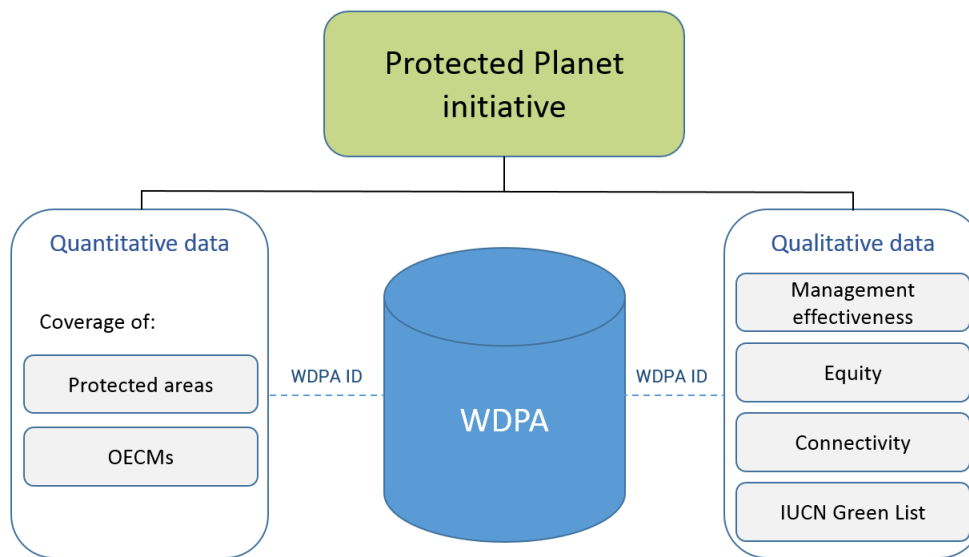 Protected Planet
initiative
Quantitative data
Coverage of:
Protected areas
OECMs
WDPA ID
WDPA
WDPA ID
Qualitative data
Management
effectiveness
Equity
Connectivity
IUCN Green List